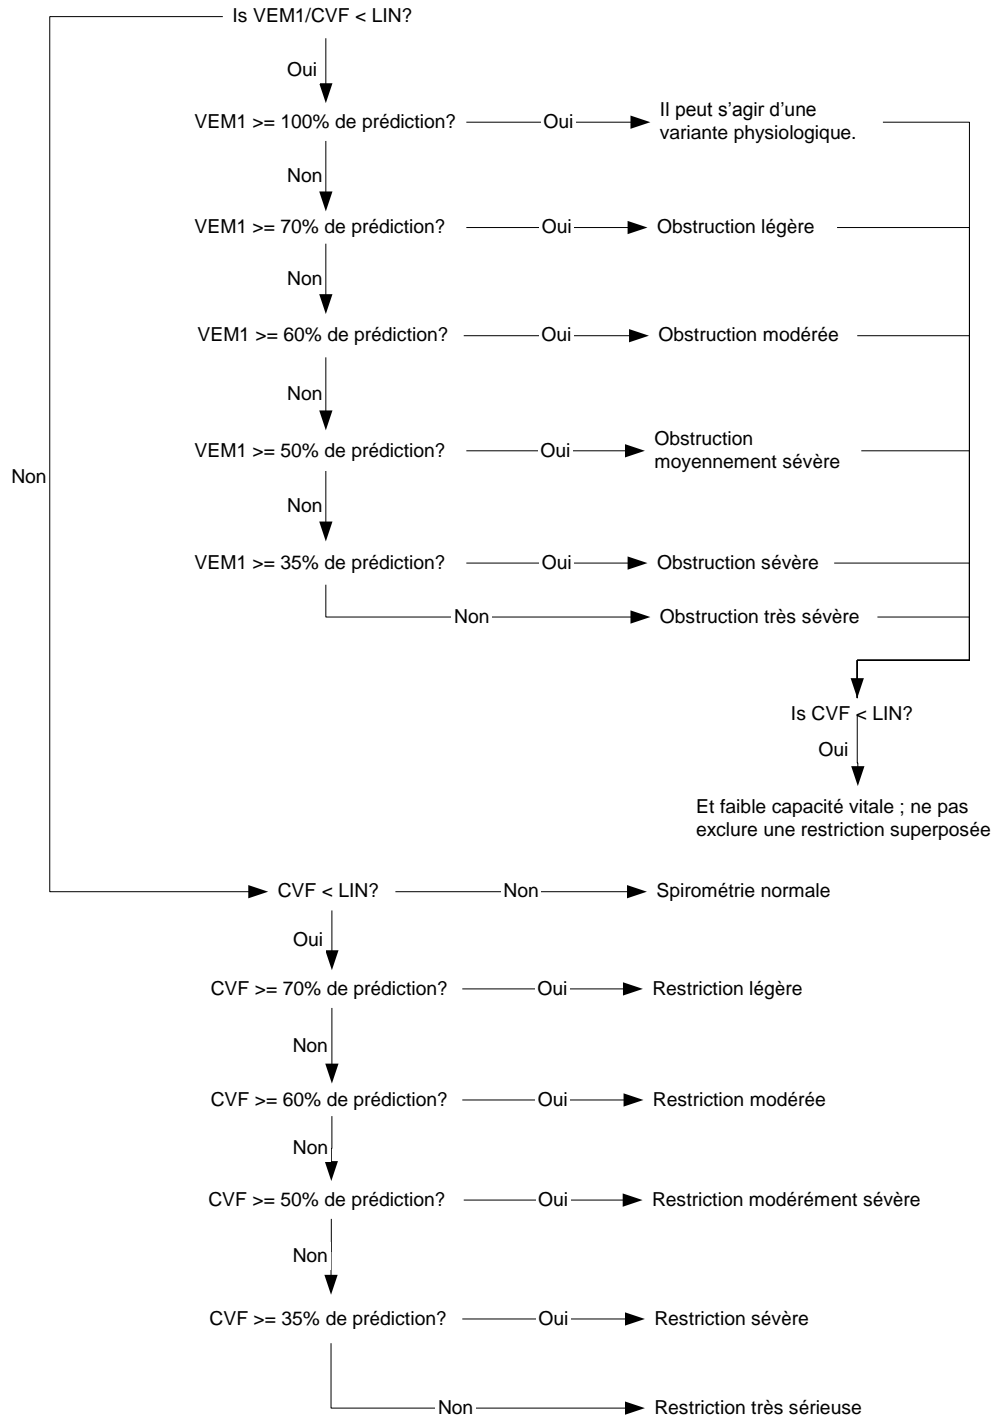 Is VEM1/CVF < LIN?
Oui
VEM1 >= 100% de prédiction?
Oui
Il peut s'agir d'une
variante physiologique.
Non
VEM1 >= 70% de prédiction?
Oui
Obstruction légère
Non
VEM1 >= 60% de prédiction?
Oui
Obstruction modérée
Non
VEM1 >= 50% de prédiction?
Oui
Obstruction
moyennement sévère
Non
Non
VEM1 >= 35% de prédiction?
Oui
Obstruction sévère
Non
Obstruction très sévère
Is CVF < LIN?
Oui
Et faible capacité vitale ; ne pas
exclure une restriction superposée
CVF < LIN?
Non
Spirométrie normale
Oui
CVF >= 70% de prédiction?
Oui
Restriction légère
Non
CVF >= 60% de prédiction?
Oui
Restriction modérée
Non
CVF >= 50% de prédiction?
Oui
Restriction modérément sévère
Non
CVF >= 35% de prédiction?
Oui
Restriction sévère
Non
Restriction très sérieuse